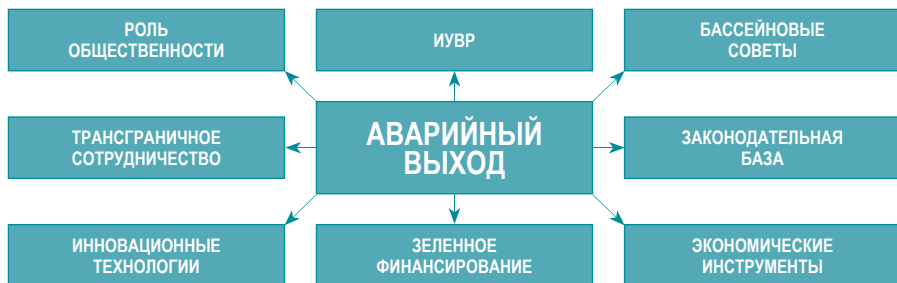 РОЛЬ
ОБЩЕСТВЕННОСТИ
ИУВР
БАССЕЙНОВЫЕ
СОВЕТЫ
ТРАНСГРАНИЧНОЕ
СОТРУДНИЧЕСТВО
АВАРИЙНЫЙ
ВЫХОД
ЗАКОНОДАТЕЛЬНАЯ
БАЗА
ИННОВАЦИОННЫЕ
ТЕХНОЛОГИИ
ЗЕЛЕННОЕ
ФИНАНСИРОВАНИЕ
ЭКОНОМИЧЕСКИЕ
ИНСТРУМЕНТЫ